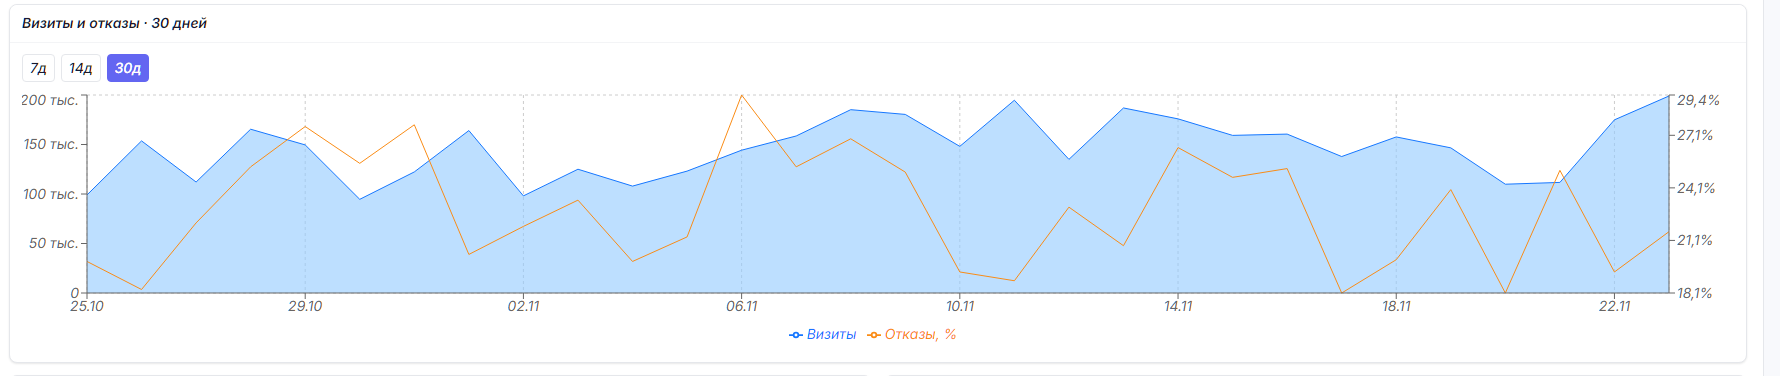 Визиты и отказы · 30 дней
7д 14д 30д
200 тыс. 29,4%
150 тыс. 27,1%
100 тыс. 24,1%
50 тыс. 21,1%
0 18,1%
25.10 29.10 02.11 06.11 10.11 14.11 18.11 22.11
Визиты Отказы, %